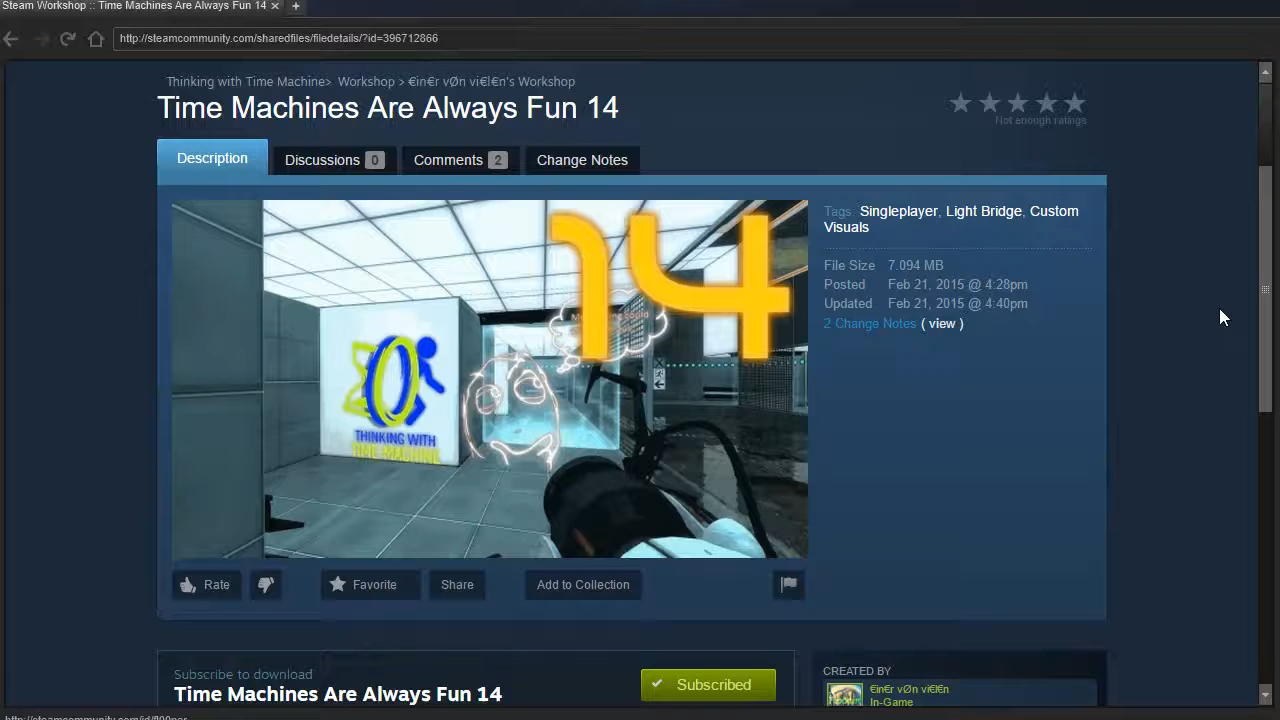 Steam Workshop :: Time Machines Are Always Fun 14
http://steamcommunity.com/sharedfiles/filedetails/?id=396712866
Thinking with Time Machine> Workshop > €in€r vØn vi€l€n's Workshop
Time Machines Are Always Fun 14
Not enough ratings
Description
Discussions 0
Comments 2
Change Notes
14
THINKING WITH
TIME MACHINE
Tags Singleplayer, Light Bridge, Custom
Visuals
File Size 7.094 MB
Posted Feb 21, 2015 @ 4:28pm
Updated Feb 21, 2015 @ 4:40pm
2 Change Notes ( view )
Rate
Favorite
Share
Add to Collection
Subscribe to download
Time Machines Are Always Fun 14
Subscribed
CREATED BY
€in€r vØn vi€l€n
In-Game